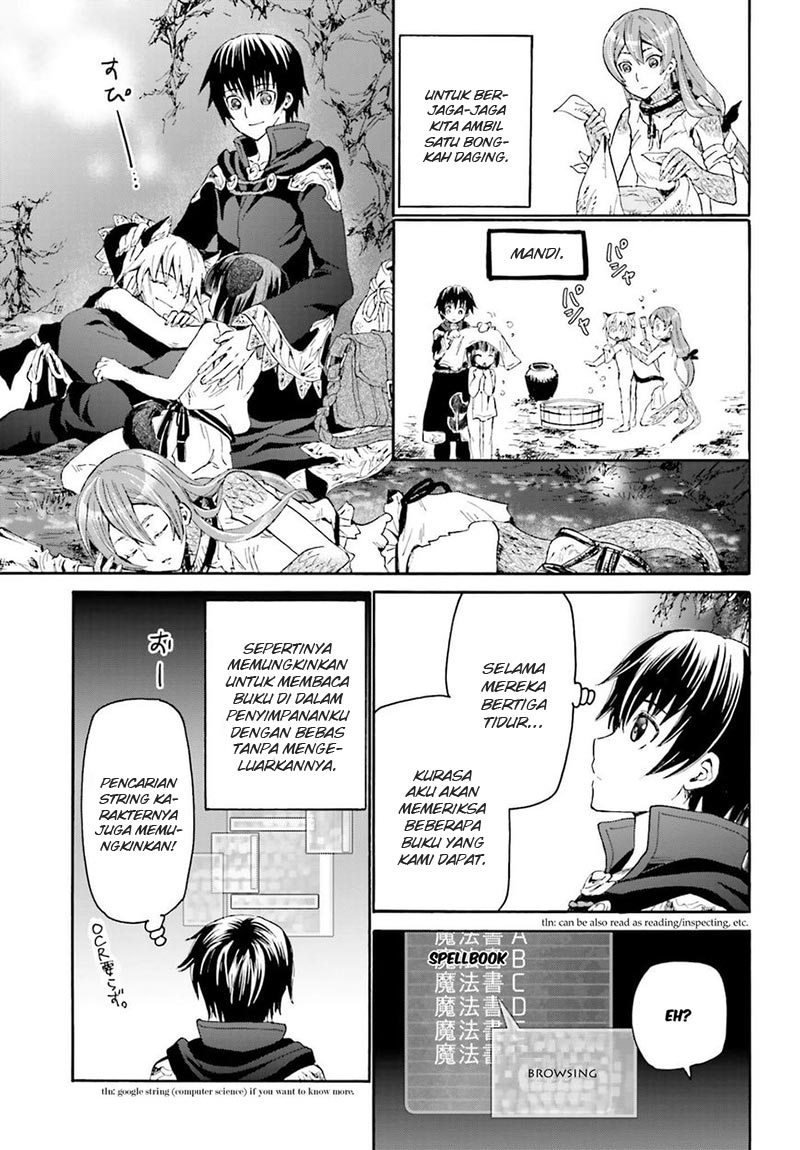 UNTUK BER-
JAGA-JAGA
KITA AMBIL
SATU BONG-
KAH DAGING.
すぴーー…
MANDI.
パシャ
パシャ
SELAMA
MEREKA
BERTIGA
TIDUR...
KURASA
AKU AKAN
MEMERIKSA
BEBERAPA
BUKU YANG
KAMI DAPAT.
tln: can be also read as reading/inspecting, etc.
SEPERTINYA
MEMUNGKINKAN
UNTUK MEMBACA
BUKU DI DALAM
PENYIMPANANKU
DENGAN BEBAS
TANPA MENGE-
LUARKANNYA.
おー
PENCARIAN
STRING KA-
RAKTERNYA
JUGA MEMU-
NGKINKAN!
OCR要らず。
tln: google string (computer science) if you want to know more.
魔法書 A
SPELLBOOK
魔法書 B
魔法書 C
魔法書 D
魔法書
魔法書
BROWSING
EH?